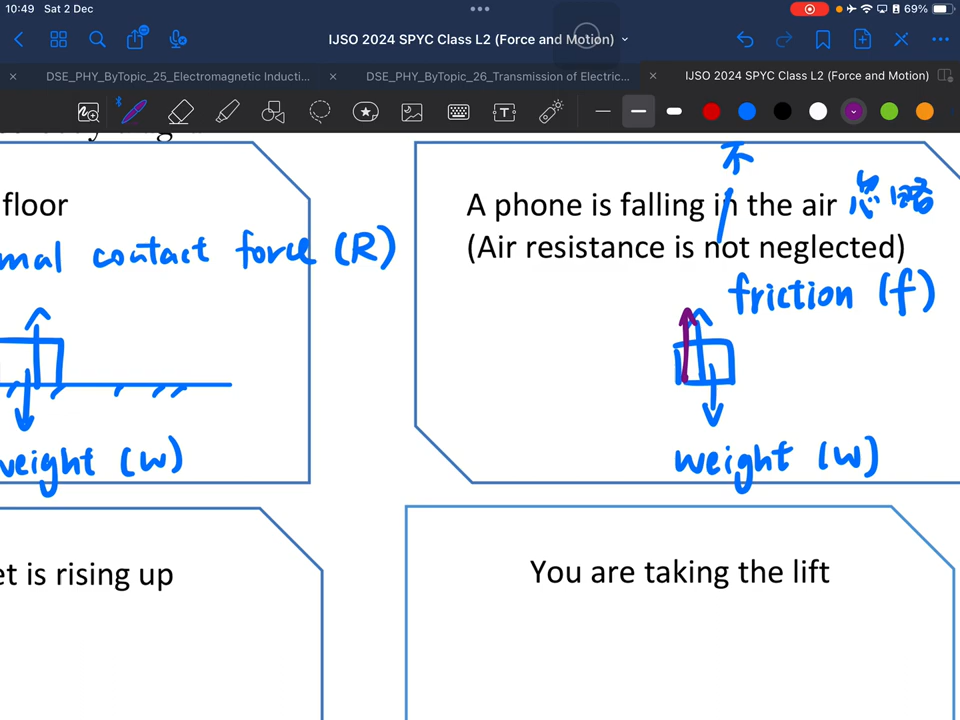 10:49 Sat 2 Dec
69%
IJSO 2024 SPYC Class L2 (Force and Motion)
DSE_PHY_ByTopic_25_Electromagnetic Inducti...
DSE_PHY_ByTopic_26_Transmission of Electric...
IJSO 2024 SPYC Class L2 (Force and Motion)
floor
mal contact force (R)
weight (W)
不
A phone is falling in the air 忽略
(Air resistance is not neglected)
friction (f)
weight (W)
et is rising up
You are taking the lift